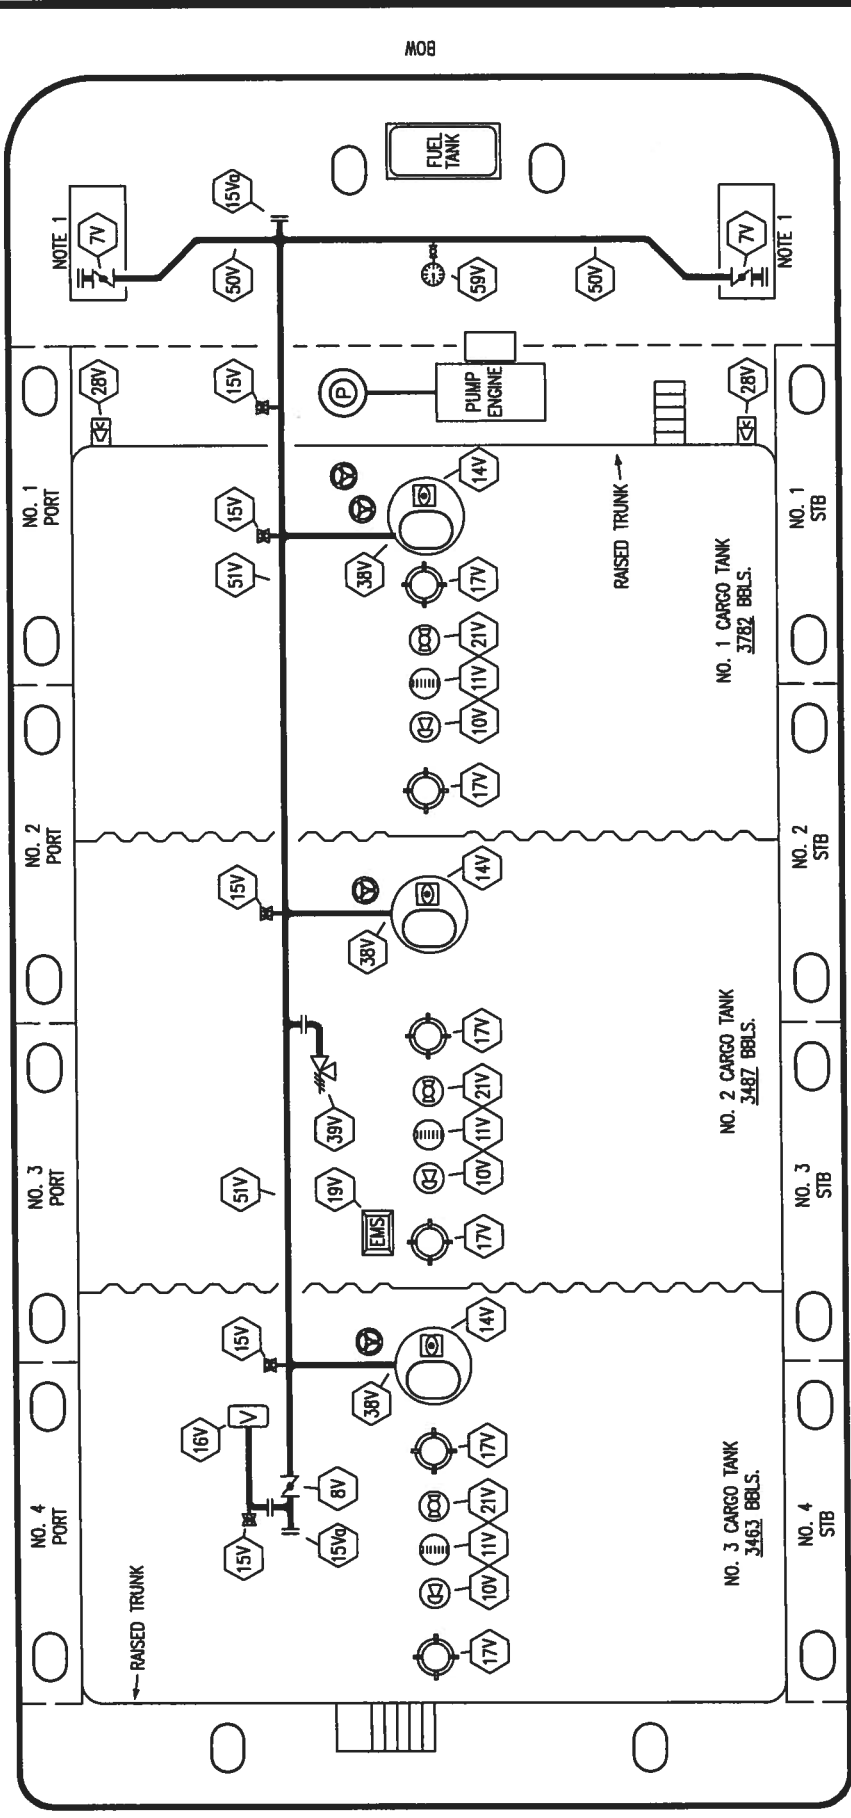 BOW
FUEL
TANK
15Va
NOTE 1
7V
50V
59V
50V
7V
NOTE 1
28V
15V
P
PUMP
ENGINE
28V
NO. 1
PORT
15V
51V
14V
38V
17V
21V
11V
10V
17V
RAISED TRUNK
NO. 1 CARGO TANK
3782 BBLS.
NO. 1
STB
NO. 2
PORT
15V
14V
38V
NO. 2
STB
39V
17V
21V
11V
10V
17V
NO. 2 CARGO TANK
3487 BBLS.
NO. 3
PORT
51V
19V
EMS
NO. 3
STB
15V
14V
38V
16V
V
8V
15V
15Va
17V
21V
11V
10V
17V
NO. 3 CARGO TANK
3463 BBLS.
NO. 4
PORT
NO. 4
STB
RAISED TRUNK